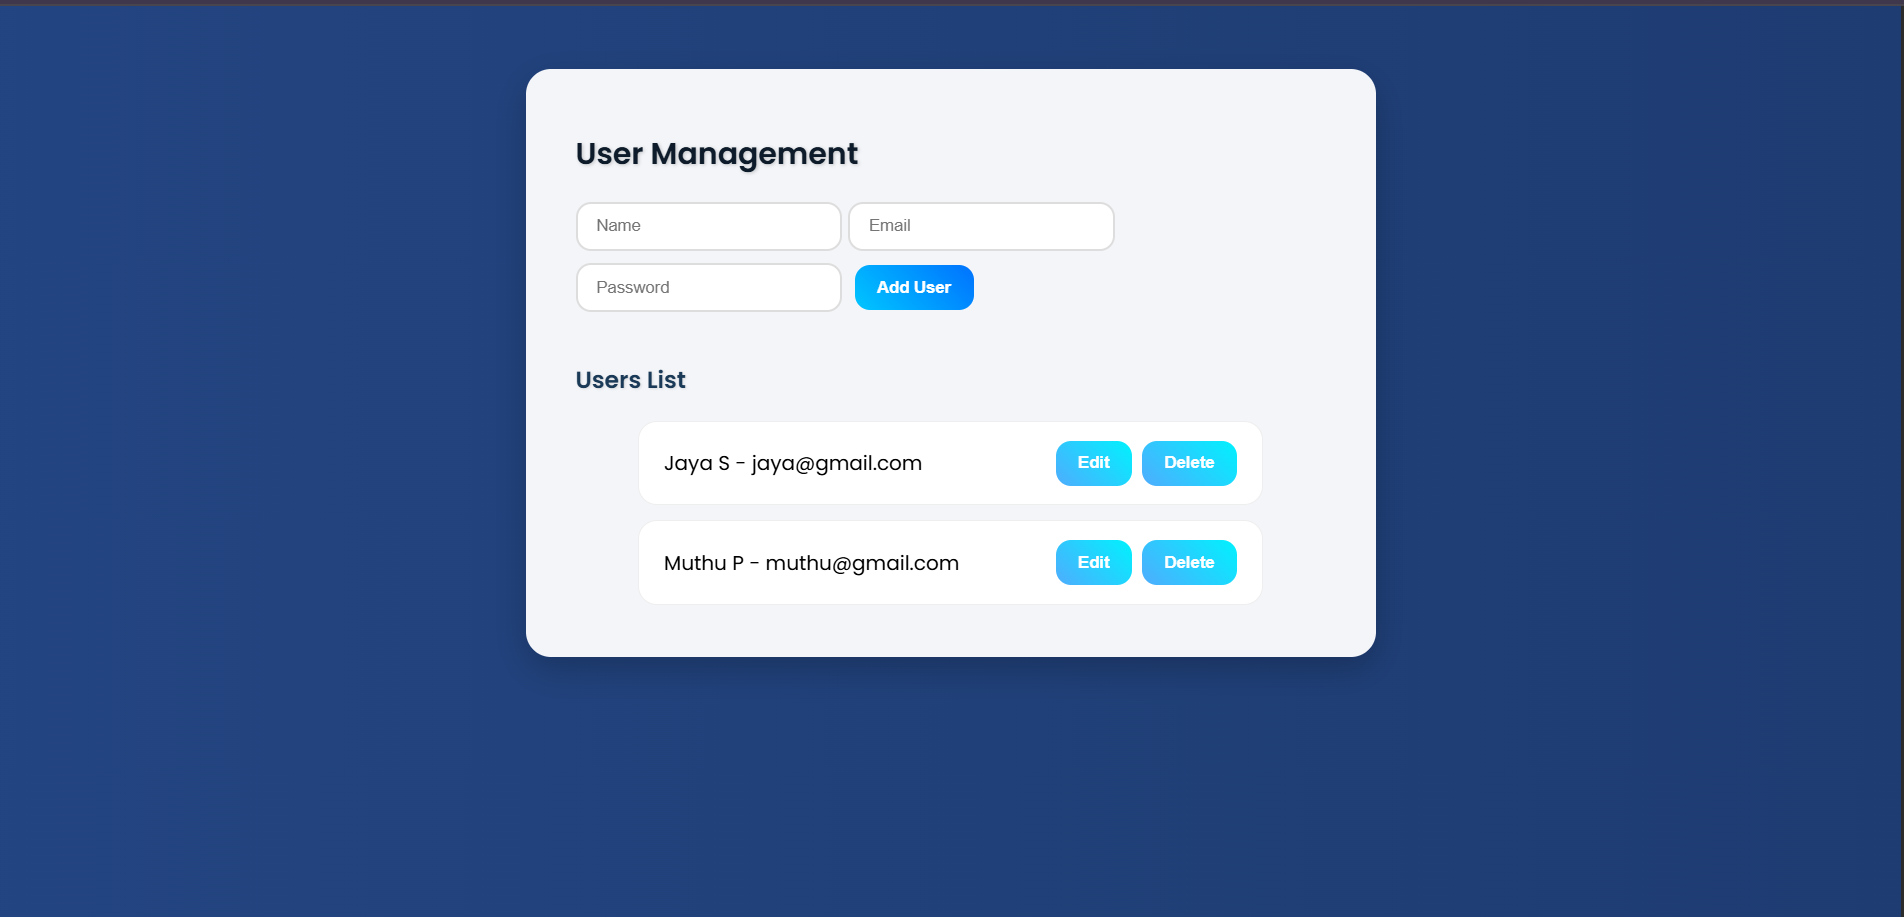 User Management
Name Email
Password Add User
Users List
Jaya S - jaya@gmail.com Edit Delete
Muthu P - muthu@gmail.com Edit Delete